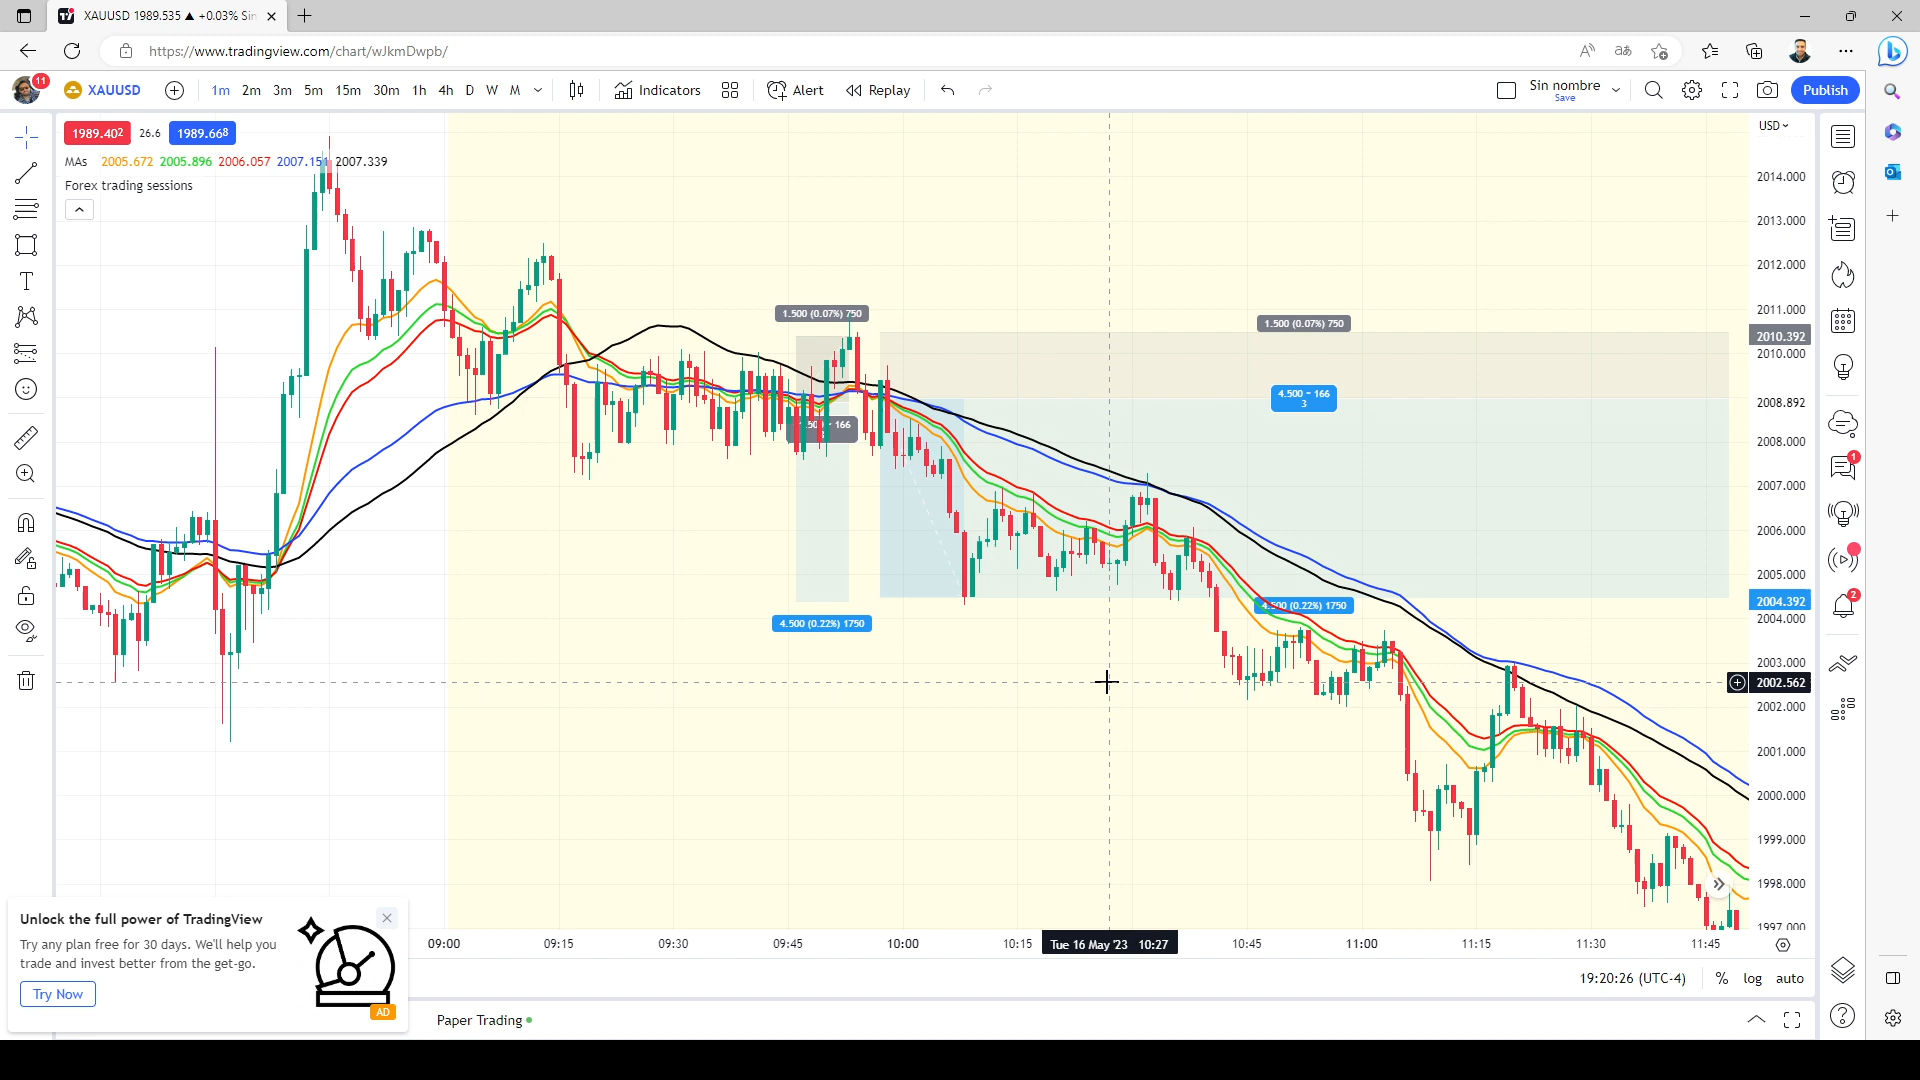 XAUUSD 1989.535 ▲ +0.03% Sin
https://www.tradingview.com/chart/wJkmDwpb/
11
XAUUSD
1m 2m 3m 5m 15m 30m 1h 4h D W M
Indicators
Alert
Replay
Sin nombre
Save
Publish
1989.402 26.6 1989.668
USD
MAs 2005.672 2005.896 2006.057 2007.151 2007.339
Forex trading sessions
2014.000
2013.000
2012.000
2011.000
2010.392
2010.000
2008.892
2008.000
2007.000
2006.000
2005.000
2004.392
2004.000
2003.000
2002.562
2002.000
2001.000
2000.000
1999.000
1998.000
1997.000
1.500 (0.07%) 750
1.500 (0.07%) 750
4.500 ~ 166
3
166
4.500 (0.22%) 1750
4.500 (0.22%) 1750
1
2
09:00 09:15 09:30 09:45 10:00 10:15 Tue 16 May '23 10:27 10:45 11:00 11:15 11:30 11:45
Unlock the full power of TradingView
Try any plan free for 30 days. We'll help you
trade and invest better from the get-go.
Try Now
AD
19:20:26 (UTC-4) % log auto
Paper Trading